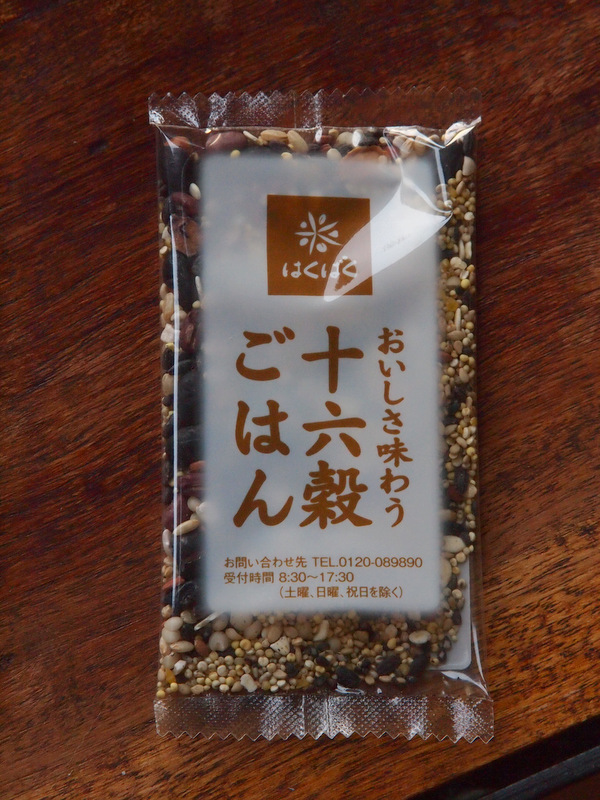 はくばく
おいしさ味わう
十六穀
ごはん
お問い合わせ先 TEL.0120-089890
受付時間 8:30～17:30
(土曜、日曜、祝日を除く)